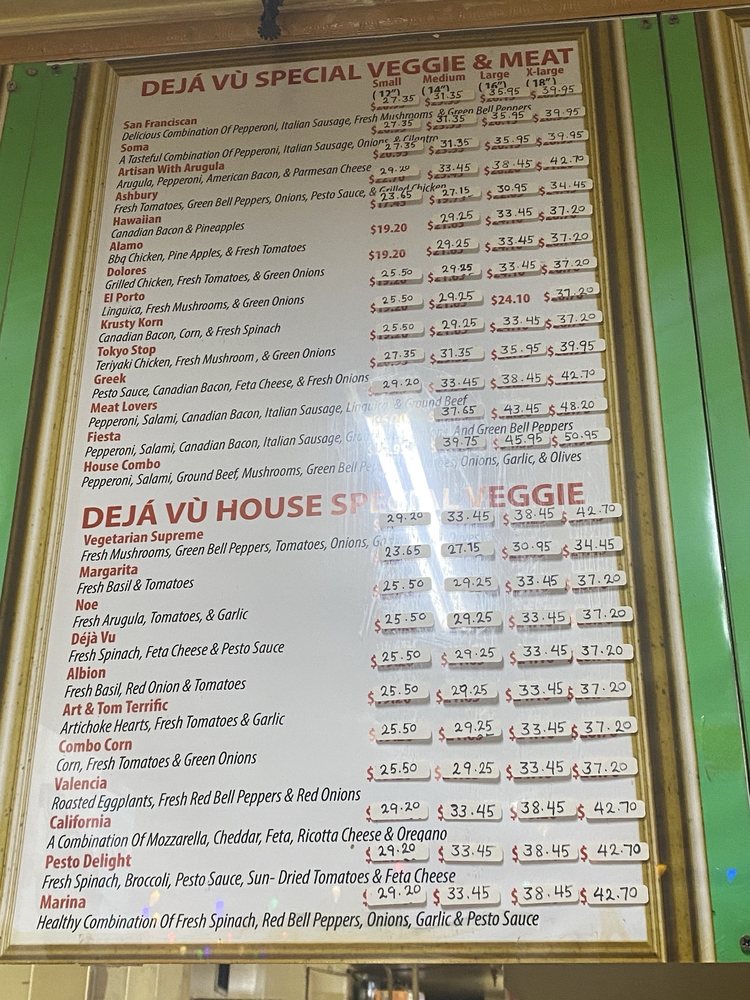 DEJÁ VÙ SPECIAL VEGGIE & MEAT
Small Medium Large X-large
(12") (14") (16") (18")
San Franciscan $27.35 $31.35 $35.95 $39.95
Delicious Combination Of Pepperoni, Italian Sausage, Fresh Mushrooms & Green Bell Peppers
Soma $27.35 $31.35 $35.95 $39.95
A Tasteful Combination Of Pepperoni, Italian Sausage, Onions & Cilantro
Artisan With Arugula $27.35 $31.35 $35.95 $39.95
Arugula, Pepperoni, American Bacon, & Parmesan Cheese
Ashbury $29.20 $33.45 $38.45 $42.70
Fresh Tomatoes, Green Bell Peppers, Onions, Pesto Sauce, & Grilled Chicken
Hawaiian $23.65 $27.15 $30.95 $34.45
Canadian Bacon & Pineapples
Alamo $19.20 $29.25 $33.45 $37.20
Bbq Chicken, Pine Apples, & Fresh Tomatoes
Dolores $19.20 $29.25 $33.45 $37.20
Grilled Chicken, Fresh Tomatoes, & Green Onions
El Porto $25.50 $29.25 $33.45 $37.20
Linguica, Fresh Mushrooms, & Green Onions
Krusty Korn $25.50 $29.25 $24.10 $37.20
Canadian Bacon, Corn, & Fresh Spinach
Tokyo Stop $25.50 $29.25 $33.45 $37.20
Teriyaki Chicken, Fresh Mushroom , & Green Onions
Greek $27.35 $31.35 $35.95 $39.95
Pesto Sauce, Canadian Bacon, Feta Cheese, & Fresh Onions
Meat Lovers $29.20 $33.45 $38.45 $42.70
Pepperoni, Salami, Canadian Bacon, Italian Sausage, Linguica, & Ground Beef
Fiesta $37.65 $43.45 $48.20
Pepperoni, Salami, Canadian Bacon, Italian Sausage, And Green Bell Peppers
House Combo $39.75 $45.95 $50.95
Pepperoni, Salami, Ground Beef, Mushrooms, Green Bell Onions, Garlic, & Olives
DEJÁ VÙ HOUSE SPECIAL VEGGIE
Vegetarian Supreme 29.20 33.45 $38.45 $42.70
Fresh Mushrooms, Green Bell Peppers, Tomatoes, Onions,
Margarita 23.65 27.15 $30.95 $34.45
Fresh Basil & Tomatoes
Noe $25.50 29.25 $33.45 $37.20
Fresh Arugula, Tomatoes, & Garlic
Déjà Vu $25.50 29.25 $33.45 37.20
Fresh Spinach, Feta Cheese & Pesto Sauce
Albion $25.50 $29.25 $33.45 37.20
Fresh Basil, Red Onion & Tomatoes
Art & Tom Terrific $25.50 29.25 $33.45 $37.20
Artichoke Hearts, Fresh Tomatoes & Garlic
Combo Corn $25.50 29.25 $33.45 $37.20
Corn, Fresh Tomatoes & Green Onions
Valencia $25.50 29.25 $33.45 $37.20
Roasted Eggplants, Fresh Red Bell Peppers & Red Onions
California $29.20 $33.45 $38.45 $42.70
A Combination Of Mozzarella, Cheddar, Feta, Ricotta Cheese & Oregano
Pesto Delight $29.20 $33.45 $38.45 $42.70
Fresh Spinach, Broccoli, Pesto Sauce, Sun- Dried Tomatoes & Feta Cheese
Marina $29.20 $33.45 $38.45 $42.70
Healthy Combination Of Fresh Spinach, Red Bell Peppers, Onions, Garlic & Pesto Sauce